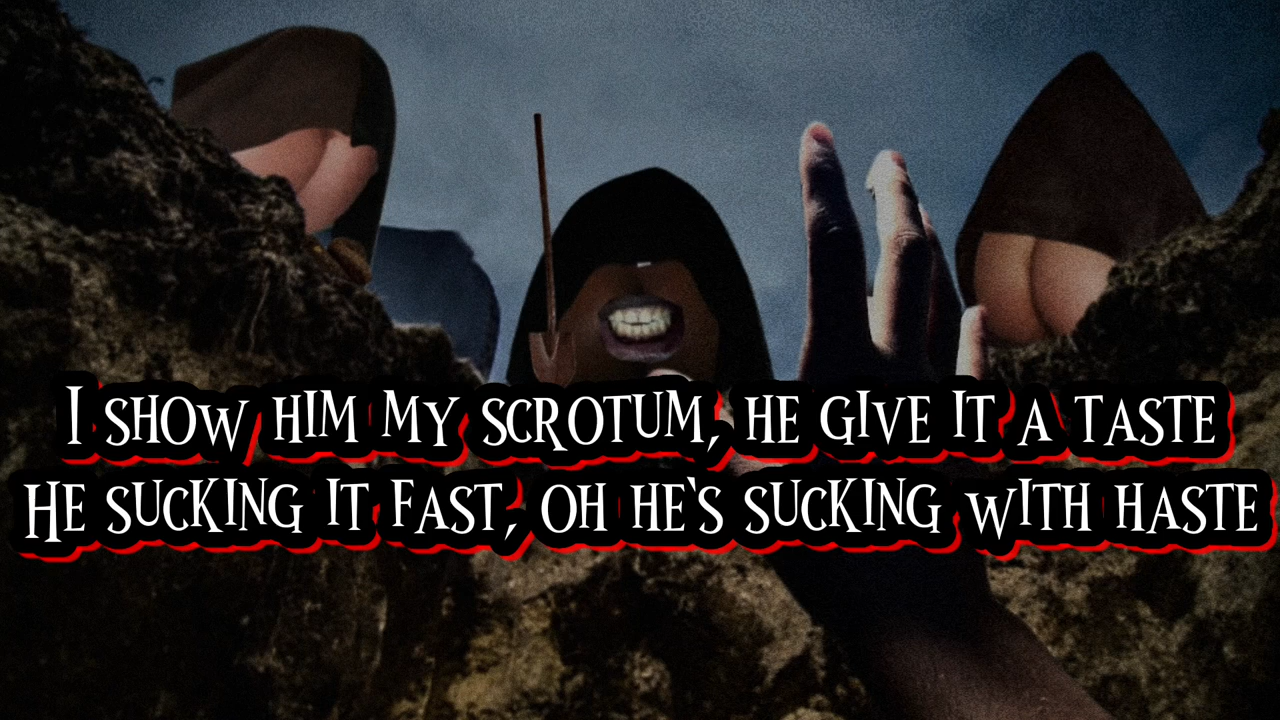 I SHOW HIM MY SCROTUM, HE GIVE IT A TASTE
HE SUCKING IT FAST, OH HE'S SUCKING WITH HASTE